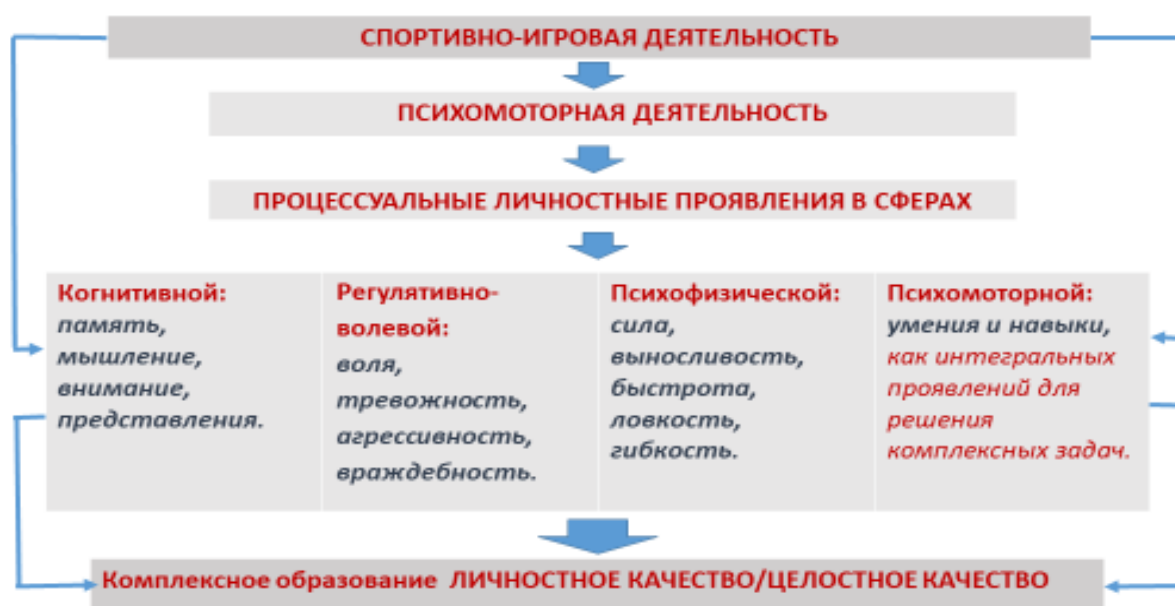 СПОРТИВНО-ИГРОВАЯ ДЕЯТЕЛЬНОСТЬ
ПСИХОМОТОРНАЯ ДЕЯТЕЛЬНОСТЬ
ПРОЦЕССУАЛЬНЫЕ ЛИЧНОСТНЫЕ ПРОЯВЛЕНИЯ В СФЕРАХ
Когнитивной:
память,
мышление,
внимание,
представления.
Регулятивно-
волевой:
воля,
тревожность,
агрессивность,
враждебность.
Психофизической:
сила,
выносливость,
быстрота,
ловкость,
гибкость.
Психомоторной:
умения и навыки,
как интегральных
проявлений для
решения
комплексных задач.
Комплексное образование ЛИЧНОСТНОЕ КАЧЕСТВО/ЦЕЛОСТНОЕ КАЧЕСТВО